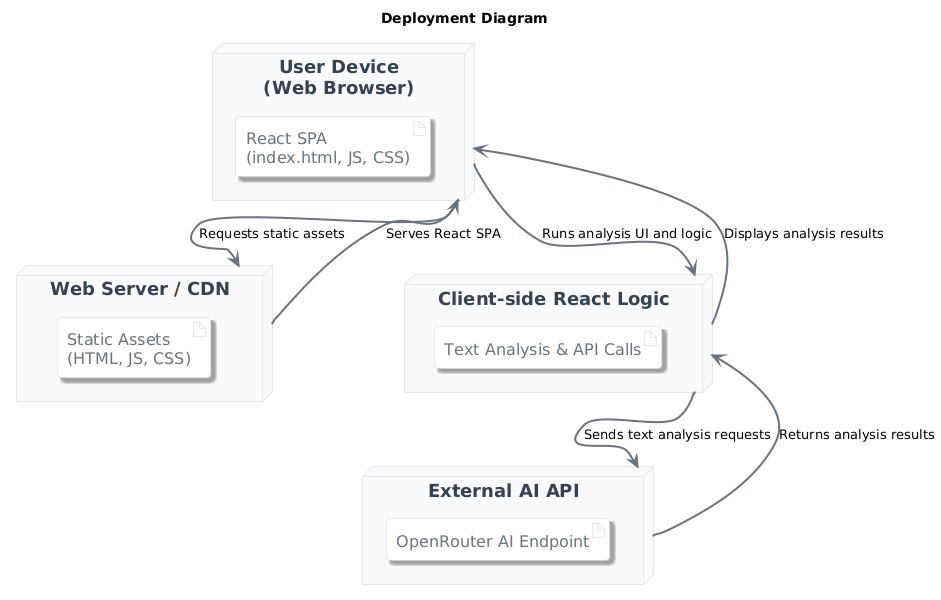 Deployment Diagram
User Device
(Web Browser)
React SPA
(index.html, JS, CSS)
Requests static assets
Serves React SPA
Runs analysis UI and logic
Displays analysis results
Web Server / CDN
Static Assets
(HTML, JS, CSS)
Client-side React Logic
Text Analysis & API Calls
Sends text analysis requests
Returns analysis results
External AI API
OpenRouter AI Endpoint